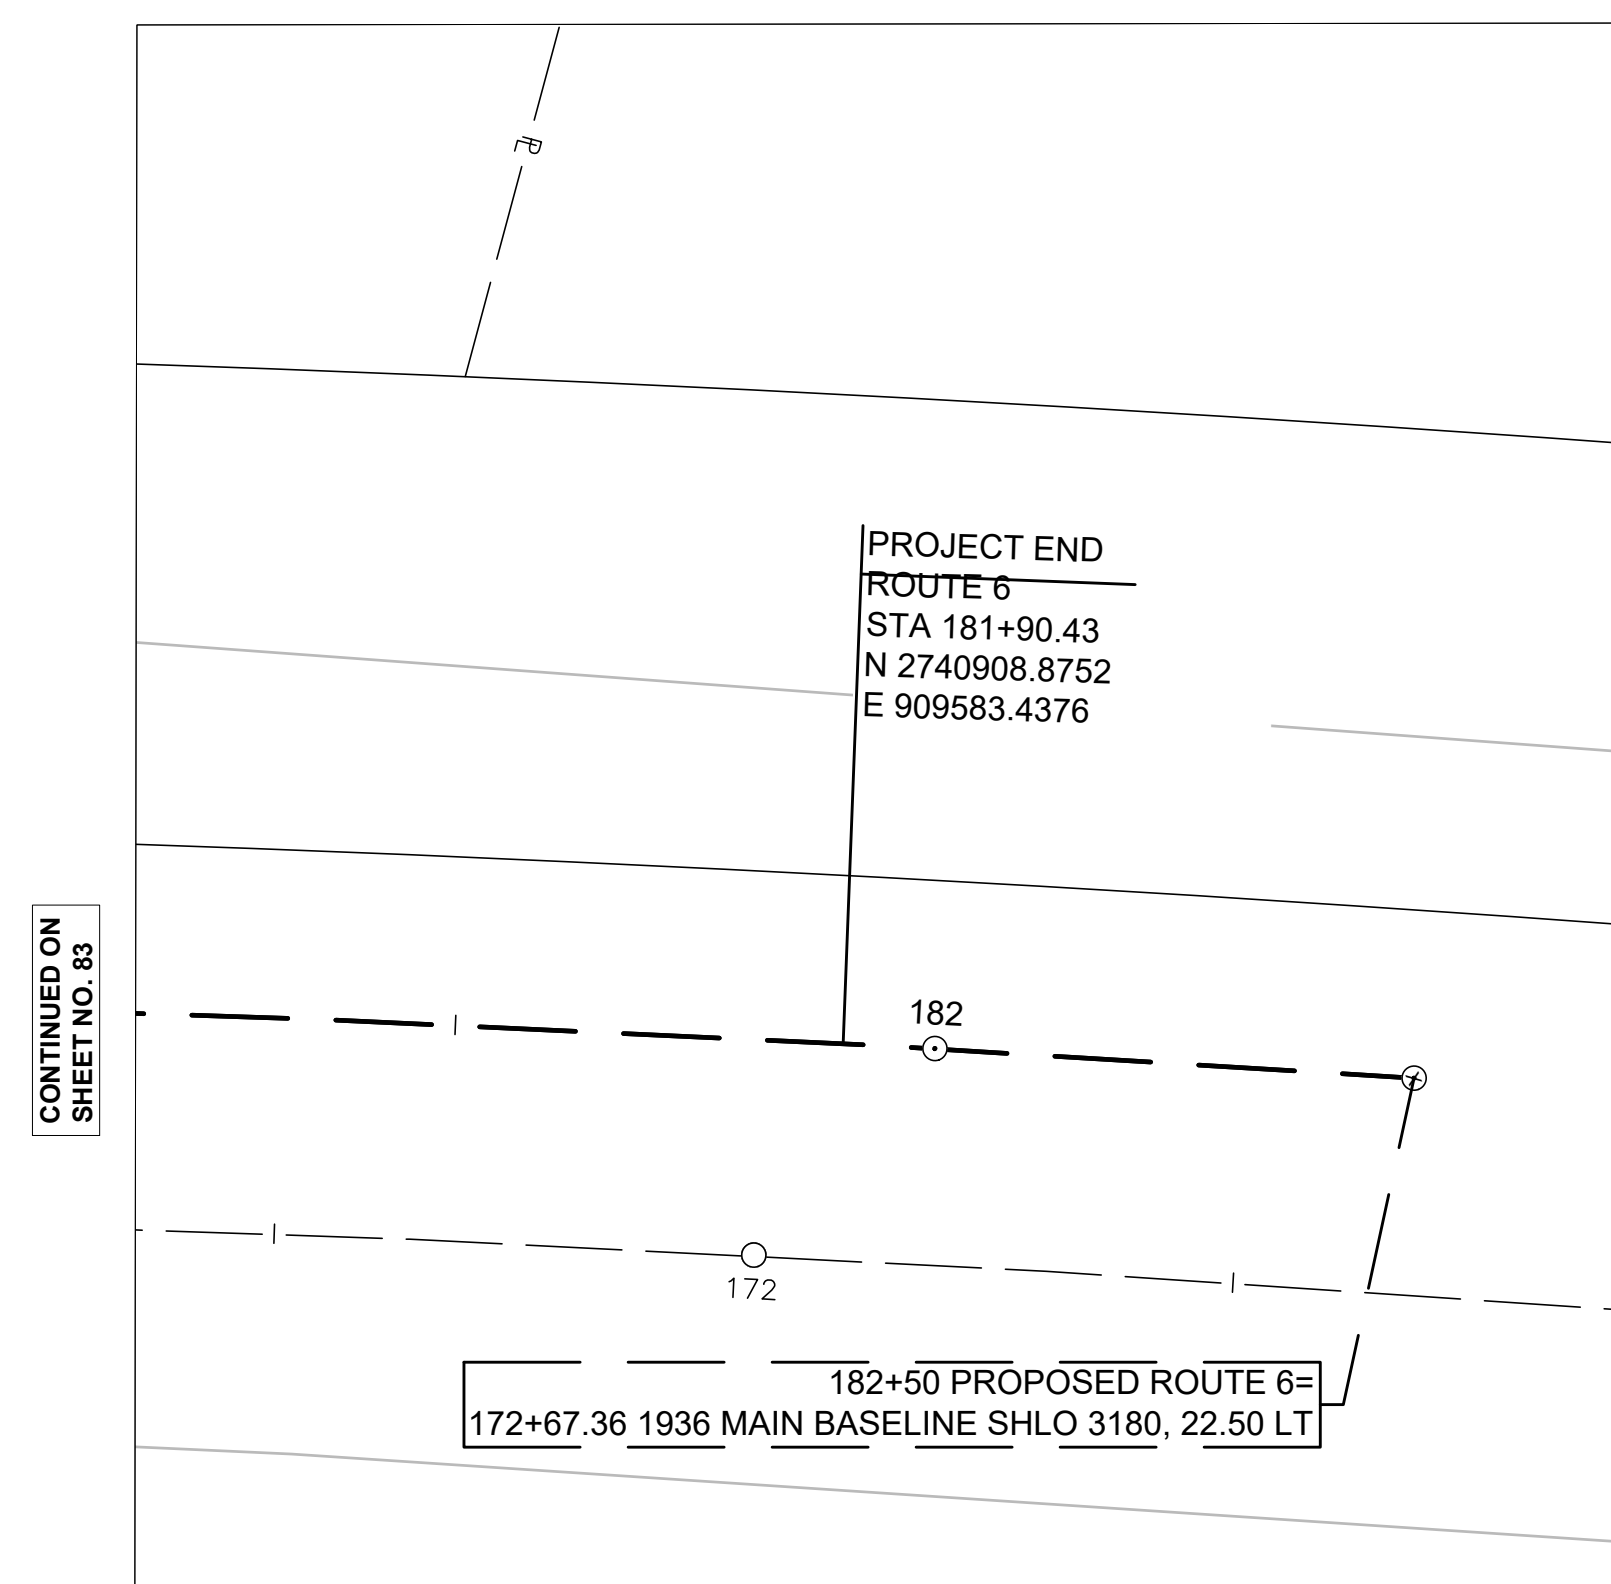 PL
PROJECT END
ROUTE 6
STA 181+90.43
N 2740908.8752
E 909583.4376
CONTINUED ON
SHEET NO. 83
182
172
182+50 PROPOSED ROUTE 6=
172+67.36 1936 MAIN BASELINE SHLO 3180, 22.50 LT